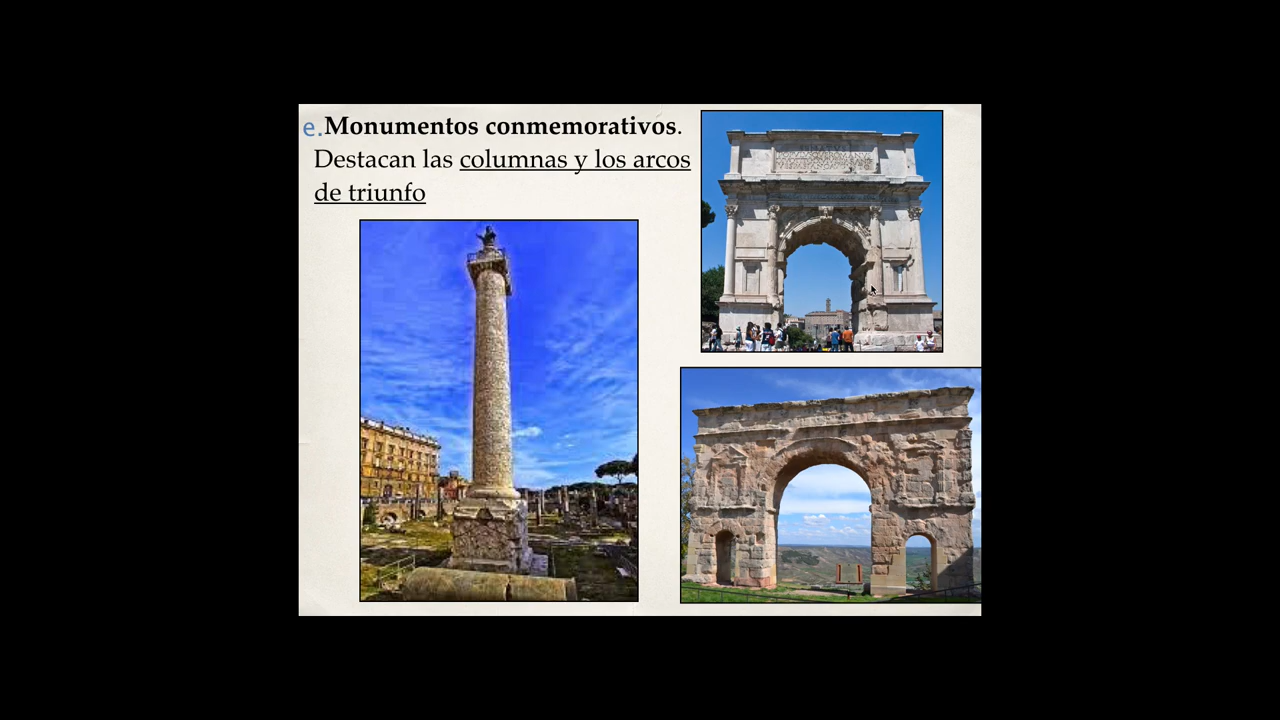 e.Monumentos conmemorativos.
Destacan las columnas y los arcos
de triunfo